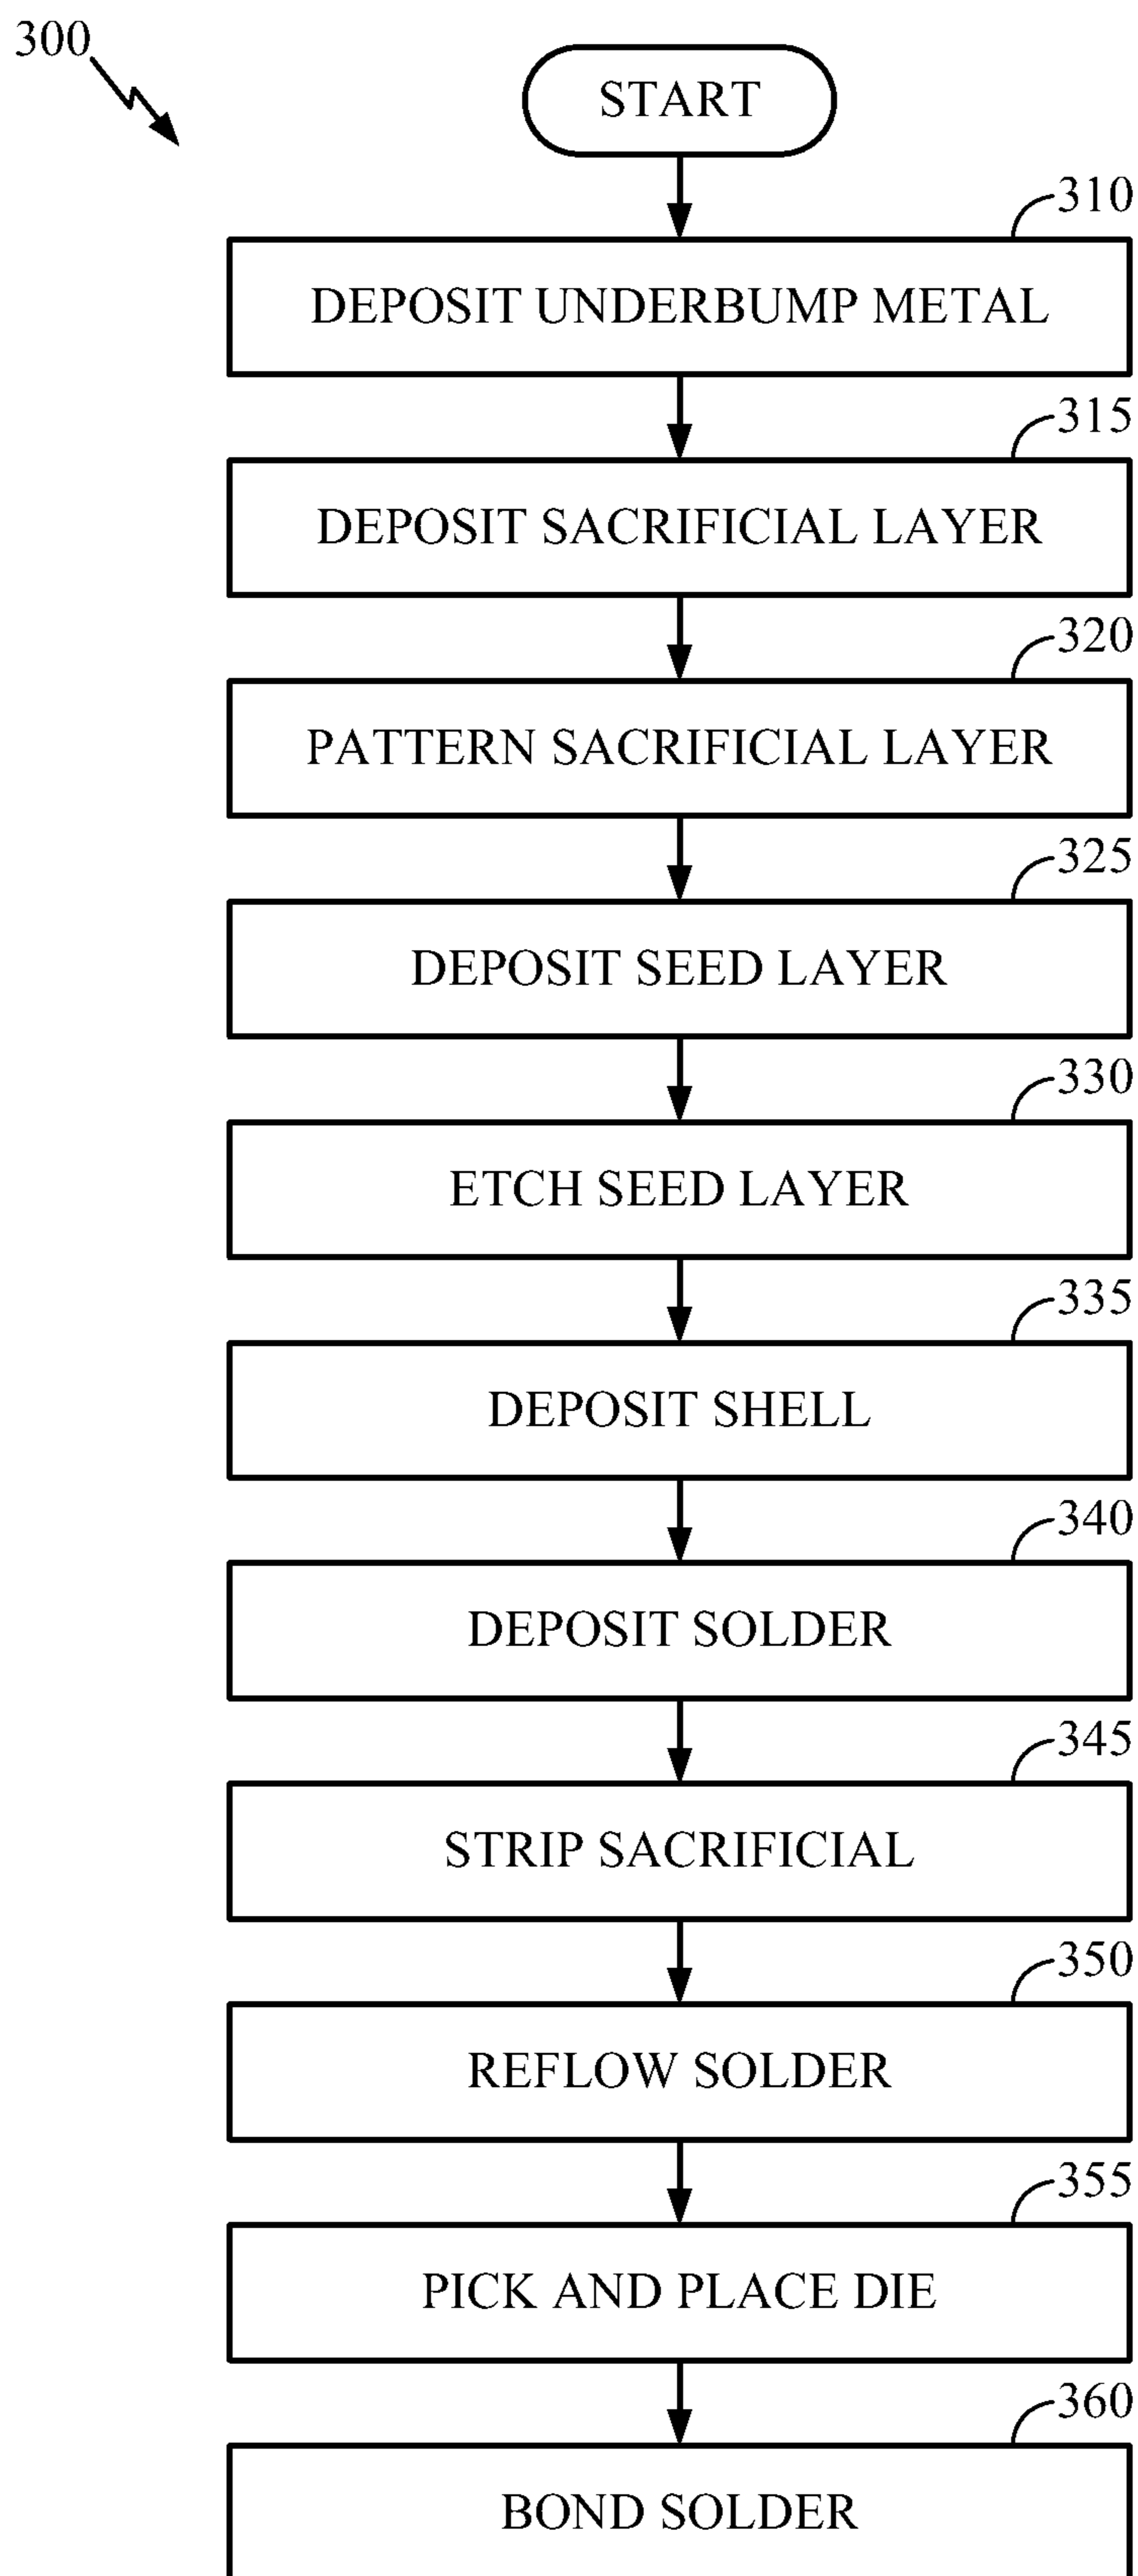 300
START
310
DEPOSIT UNDERBUMP METAL
315
DEPOSIT SACRIFICIAL LAYER
320
PATTERN SACRIFICIAL LAYER
325
DEPOSIT SEED LAYER
330
ETCH SEED LAYER
335
DEPOSIT SHELL
340
DEPOSIT SOLDER
345
STRIP SACRIFICIAL
350
REFLOW SOLDER
355
PICK AND PLACE DIE
360
BOND SOLDER